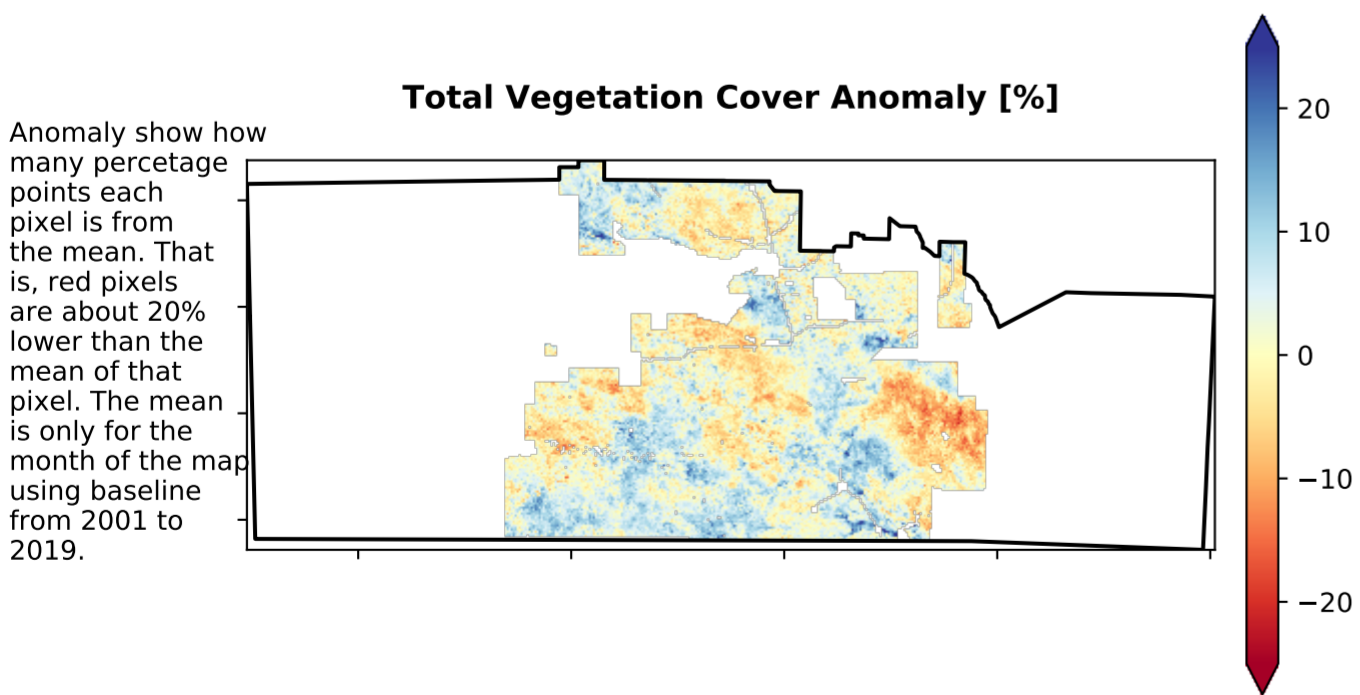 Total Vegetation Cover Anomaly [%]
Anomaly show how
many percetage
points each
pixel is from
the mean. That
is, red pixels
are about 20%
lower than the
mean of that
pixel. The mean
is only for the
month of the map
using baseline
from 2001 to
2019.
20
10
0
−10
−20